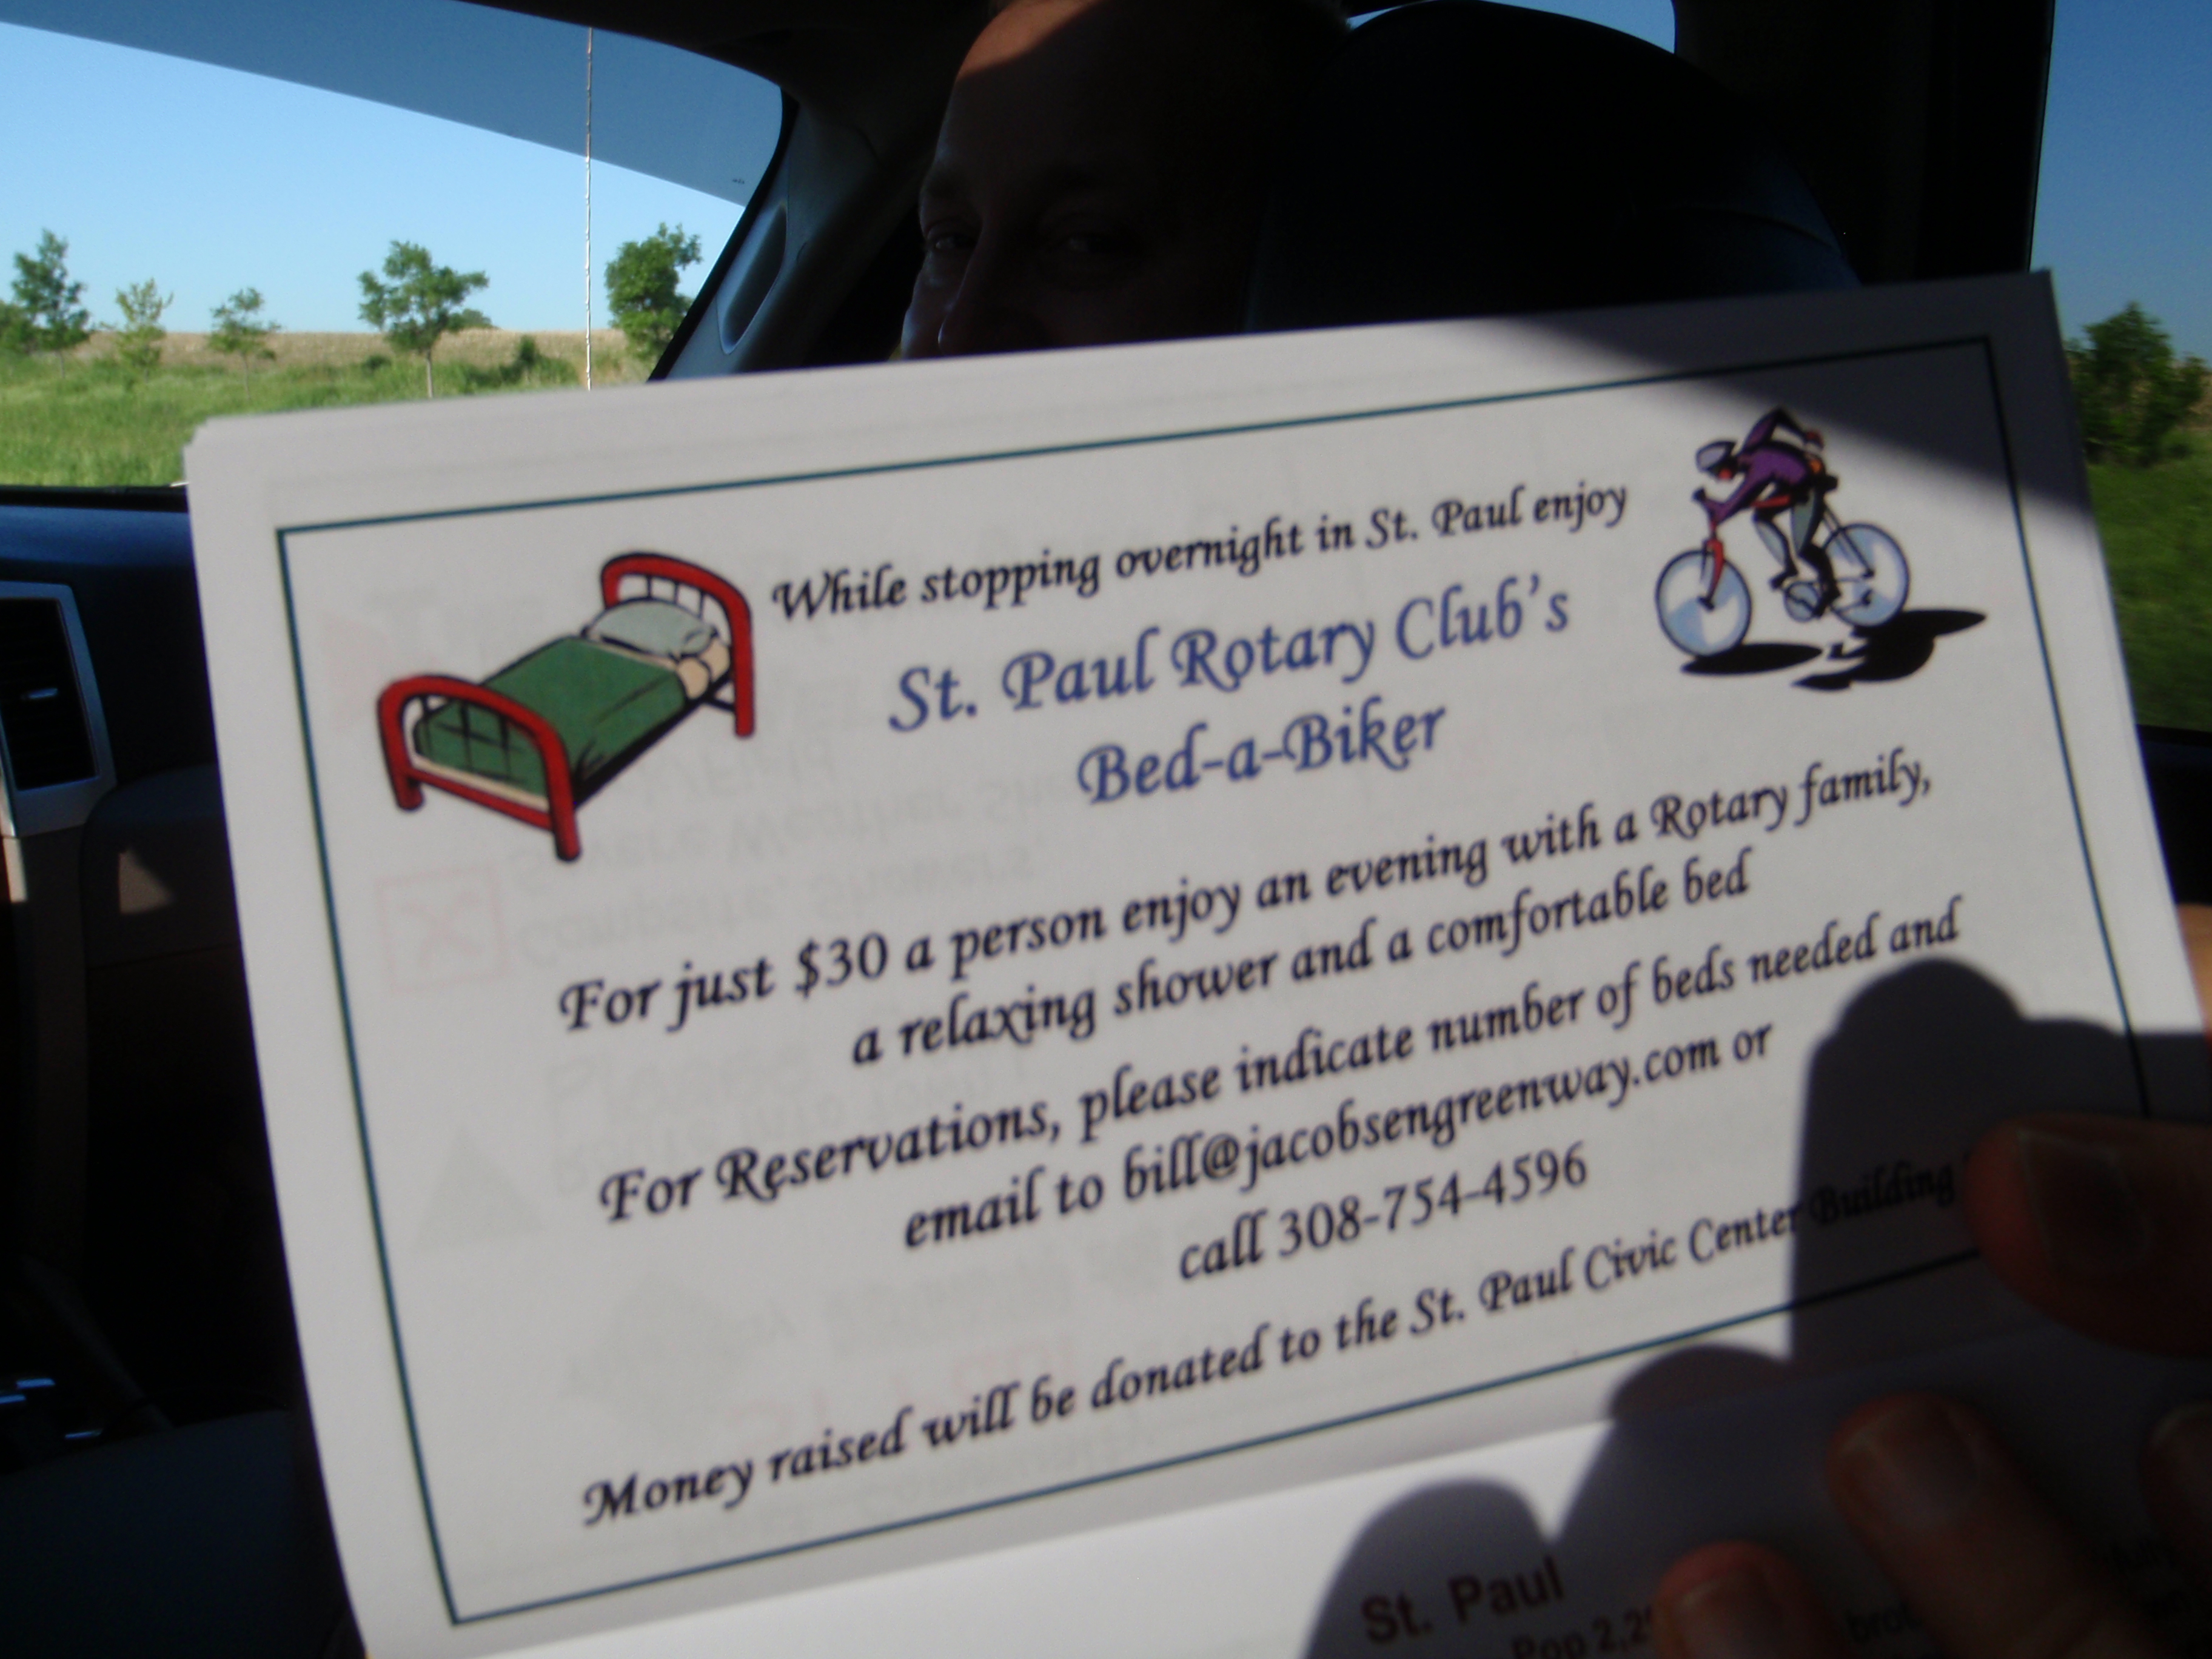 While stopping overnight in St. Paul enjoy
St. Paul Rotary Club's
Bed-a-Biker
For just $30 a person enjoy an evening with a Rotary family,
a relaxing shower and a comfortable bed
For Reservations, please indicate number of beds needed and
email to bill@jacobsengreenway.com or
call 308-754-4596
Money raised will be donated to the St. Paul Civic Center Building
St. Paul
Pop